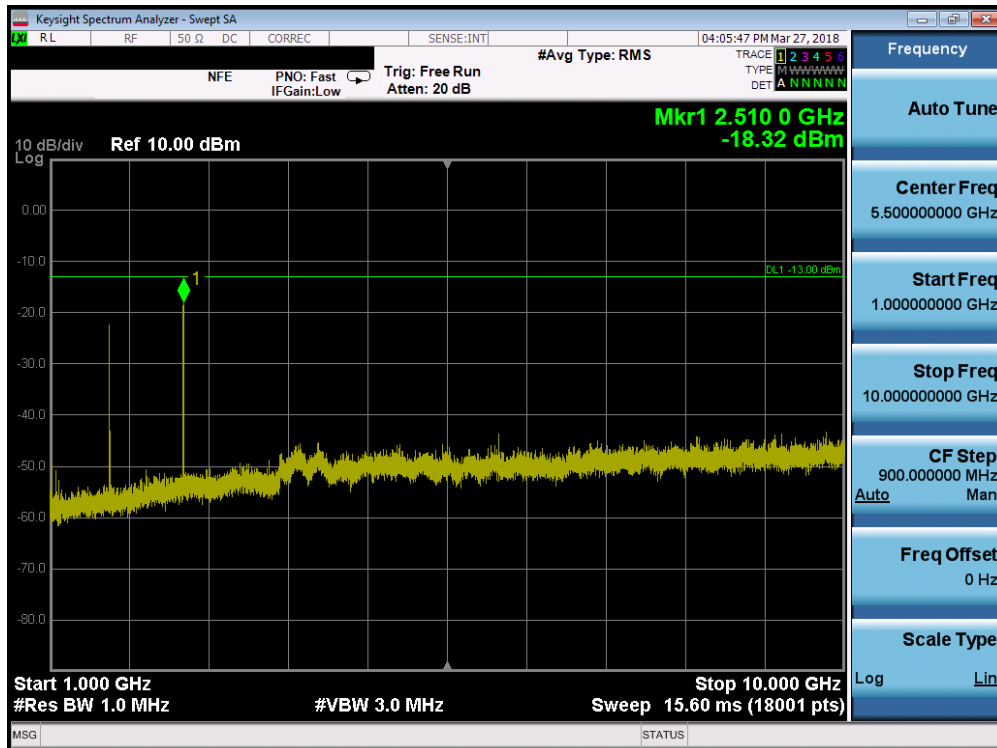 Keysight Spectrum Analyzer - Swept SA
LXI RL RF 50 Ω DC CORREC SENSE:INT 04:05:47 PM Mar 27, 2018
Frequency
NFE PNO: Fast Trig: Free Run #Avg Type: RMS TRACE 1 2 3 4 5 6
IFGain:Low Atten: 20 dB TYPE M WWWWW
DET A N N N N N
Auto Tune
Mkr1 2.510 0 GHz
-18.32 dBm
10 dB/div Ref 10.00 dBm
Log
Center Freq
5.500000000 GHz
0.00
-10.0
1
DL1 -13.00 dBm
Start Freq
1.000000000 GHz
-20.0
-30.0
Stop Freq
10.000000000 GHz
-40.0
-50.0
CF Step
900.000000 MHz
Auto Man
-60.0
Freq Offset
0 Hz
-70.0
-80.0
Scale Type
Log Lin
Start 1.000 GHz Stop 10.000 GHz
#Res BW 1.0 MHz #VBW 3.0 MHz Sweep 15.60 ms (18001 pts)
MSG STATUS